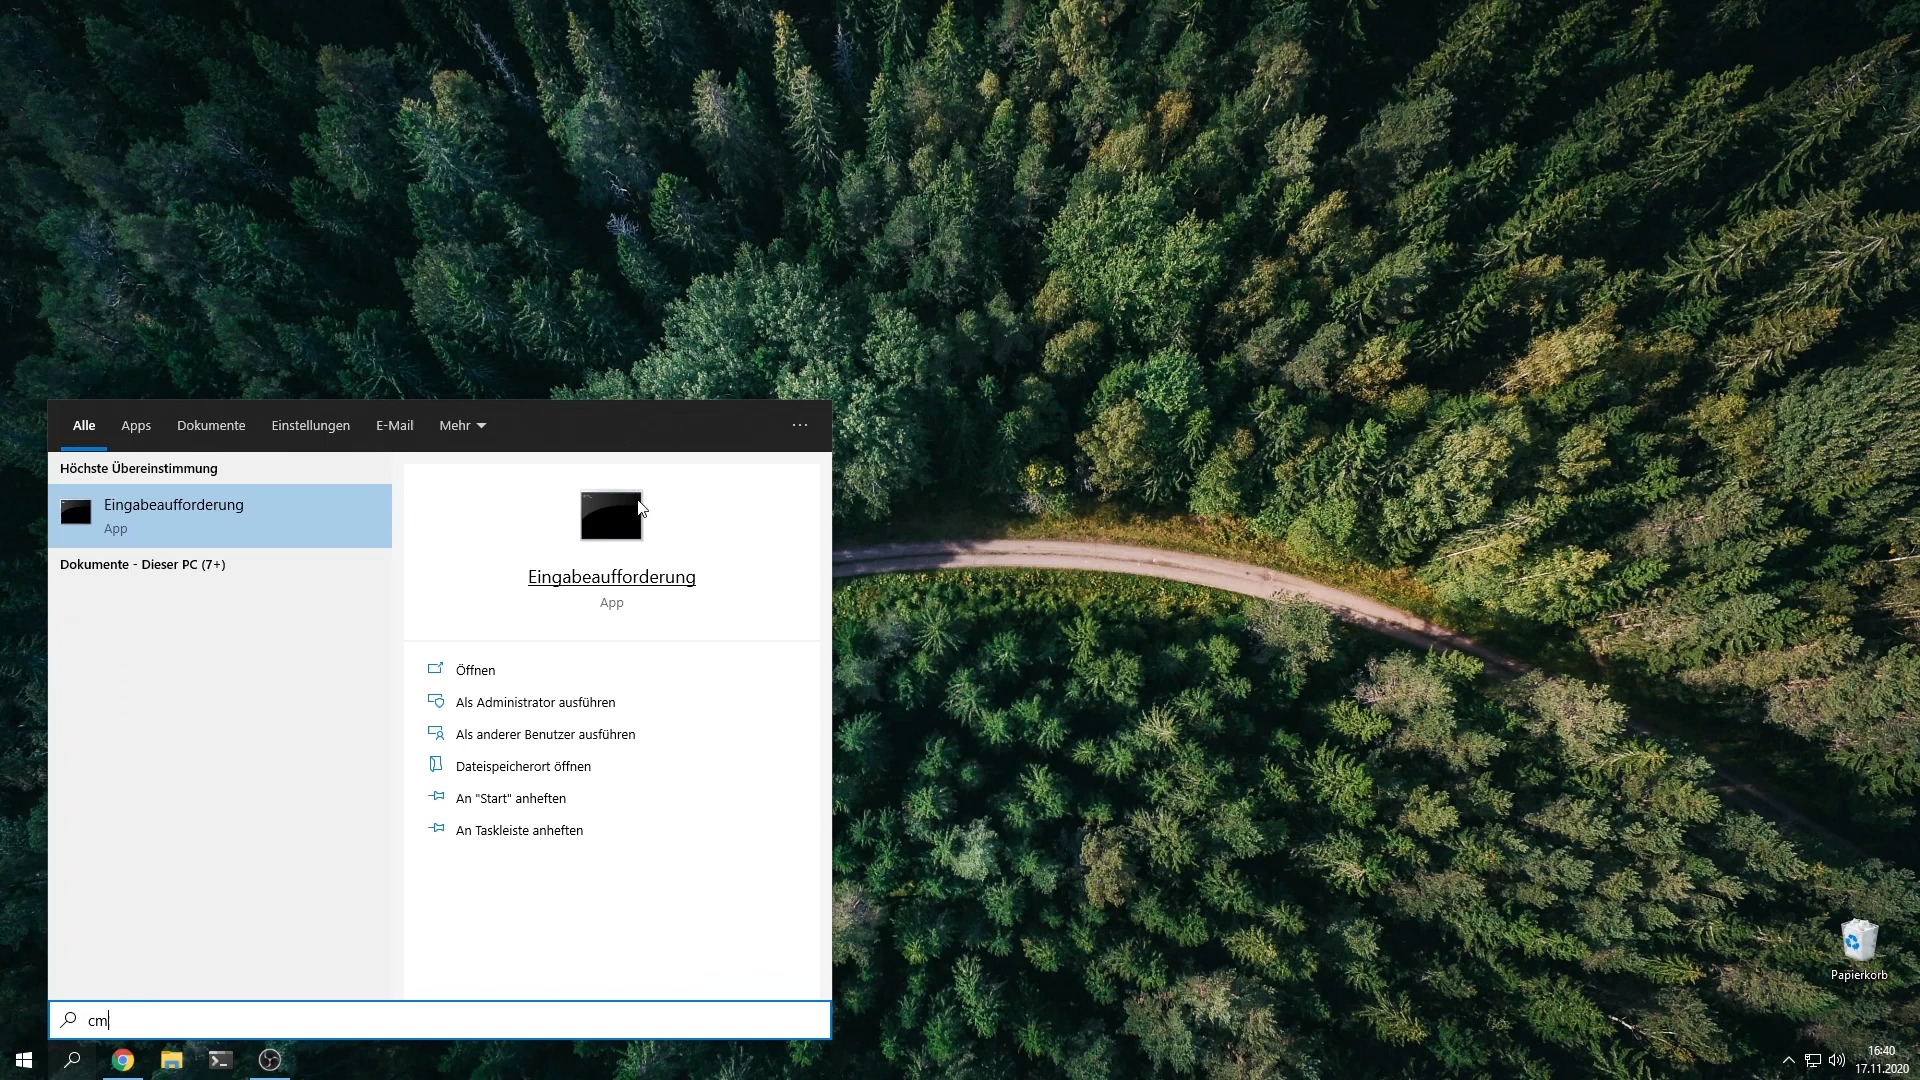 Alle Apps Dokumente Einstellungen E-Mail Mehr ...
Höchste Übereinstimmung
Eingabeaufforderung
App
Dokumente - Dieser PC (7+)
Eingabeaufforderung
App
Öffnen
Als Administrator ausführen
Als anderer Benutzer ausführen
Dateispeicherort öffnen
An "Start" anheften
An Taskleiste anheften
cm
Papierkorb
16:40
17.11.2020